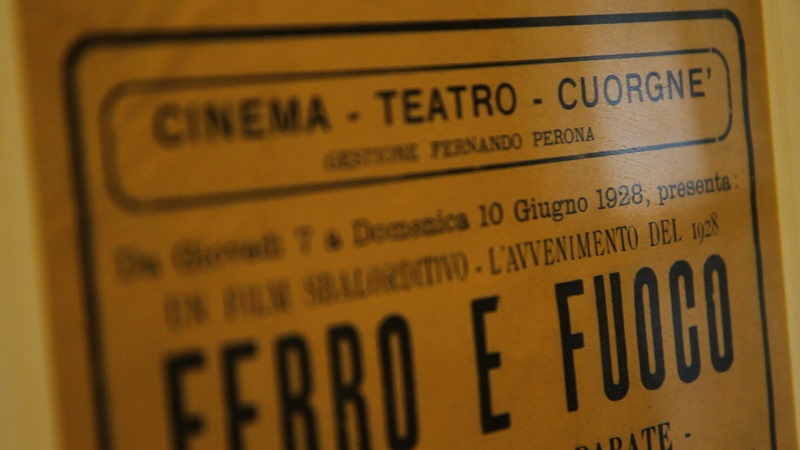 CINEMA - TEATRO - CUORGNE'
GESTIONE FERNANDO PERONA
Da Giovedì 7 a Domenica 10 Giugno 1928, presenta:
UN FILM SBALORDITIVO - L'AVVENIMENTO DEL 1928
FERRO E FUOCO